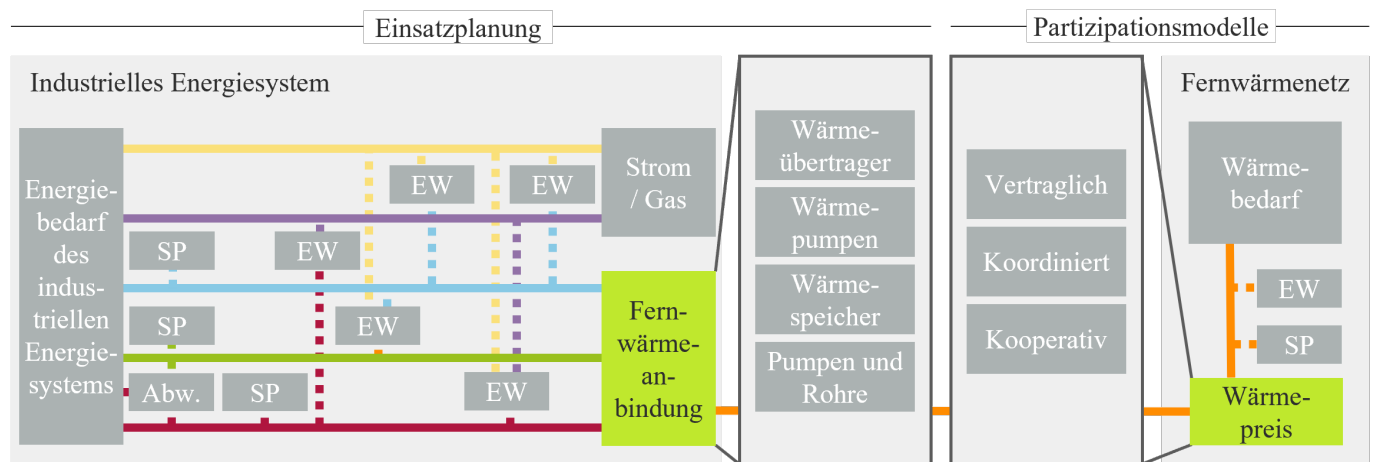 Einsatzplanung
Partizipationsmodelle
Industrielles Energiesystem
Energie-
bedarf
des
indus-
triellen
Energie-
systems
SP
SP
Abw.
SP
EW
EW
EW
EW
EW
Strom
/ Gas
Fern-
wärme-
an-
bindung
Wärme-
übertrager
Wärme-
pumpen
Wärme-
speicher
Pumpen und
Rohre
Vertraglich
Koordiniert
Kooperativ
Fernwärmenetz
Wärme-
bedarf
EW
SP
Wärme-
preis